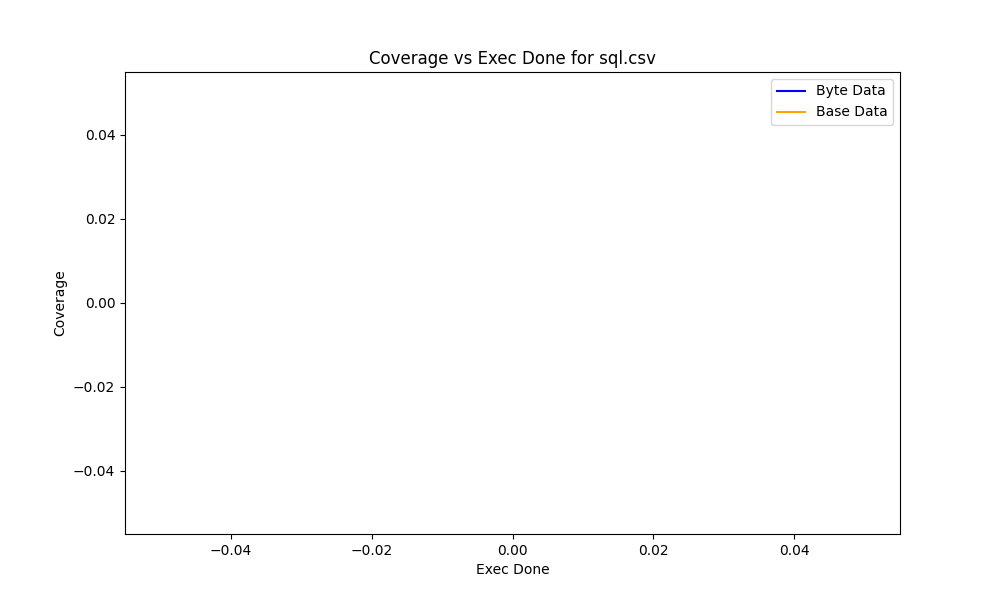 Coverage vs Exec Done for sql.csv
Byte Data
Base Data
0.04
0.02
0.00
−0.02
−0.04
Coverage
−0.04
−0.02
0.00
0.02
0.04
Exec Done